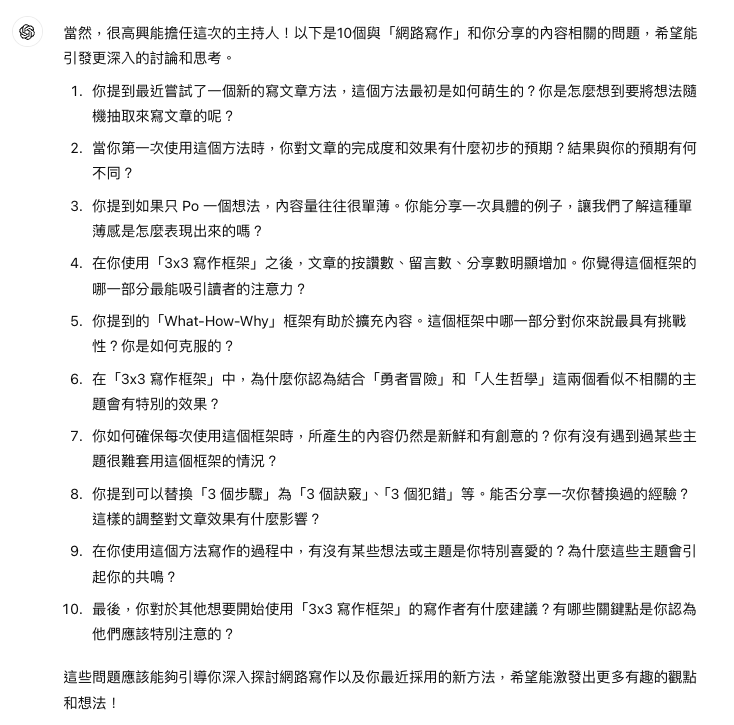 當然，很高興能擔任這次的主持人！以下是10個與「網路寫作」和你分享的內容相關的問題，希望能
引發更深入的討論和思考。
1. 你提到最近嘗試了一個新的寫文章方法，這個方法最初是如何萌生的？你是怎麼想到要將想法隨
機抽取來寫文章的呢？
2. 當你第一次使用這個方法時，你對文章的完成度和效果有什麼初步的預期？結果與你的預期有何
不同？
3. 你提到如果只 Po 一個想法，內容量往往很單薄。你能分享一次具體的例子，讓我們了解這種單
薄感是怎麼表現出來的嗎？
4. 在你使用「3x3 寫作框架」之後，文章的按讚數、留言數、分享數明顯增加。你覺得這個框架的
哪一部分最能吸引讀者的注意力？
5. 你提到的「What-How-Why」框架有助於擴充內容。這個框架中哪一部分對你來說最具有挑戰
性？你是如何克服的？
6. 在「3x3 寫作框架」中，為什麼你認為結合「勇者冒險」和「人生哲學」這兩個看似不相關的主
題會有特別的效果？
7. 你如何確保每次使用這個框架時，所產生的內容仍然是新鮮和有創意的？你有沒有遇到過某些主
題很難套用這個框架的情況？
8. 你提到可以替換「3 個步驟」為「3 個訣竅」、「3 個犯錯」等。能否分享一次你替換過的經驗？
這樣的調整對文章效果有什麼影響？
9. 在你使用這個方法寫作的過程中，有沒有某些想法或主題是你特別喜愛的？為什麼這些主題會引
起你的共鳴？
10. 最後，你對於其他想要開始使用「3x3 寫作框架」的寫作者有什麼建議？有哪些關鍵點是你認為
他們應該特別注意的？
這些問題應該能夠引導你深入探討網路寫作以及你最近採用的新方法，希望能激發出更多有趣的觀點
和想法！